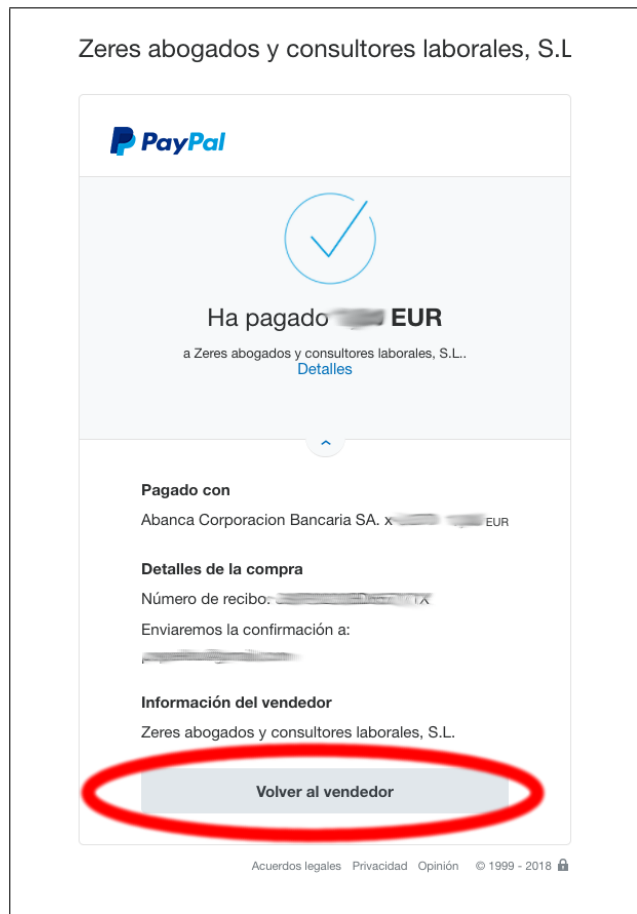 Zeres abogados y consultores laborales, S.L
PayPal
Ha pagado EUR
a Zeres abogados y consultores laborales, S.L..
Detalles
Pagado con
Abanca Corporacion Bancaria SA. x EUR
Detalles de la compra
Número de recibo: X
Enviaremos la confirmación a:
Información del vendedor
Zeres abogados y consultores laborales, S.L.
Volver al vendedor
Acuerdos legales Privacidad Opinión © 1999 - 2018